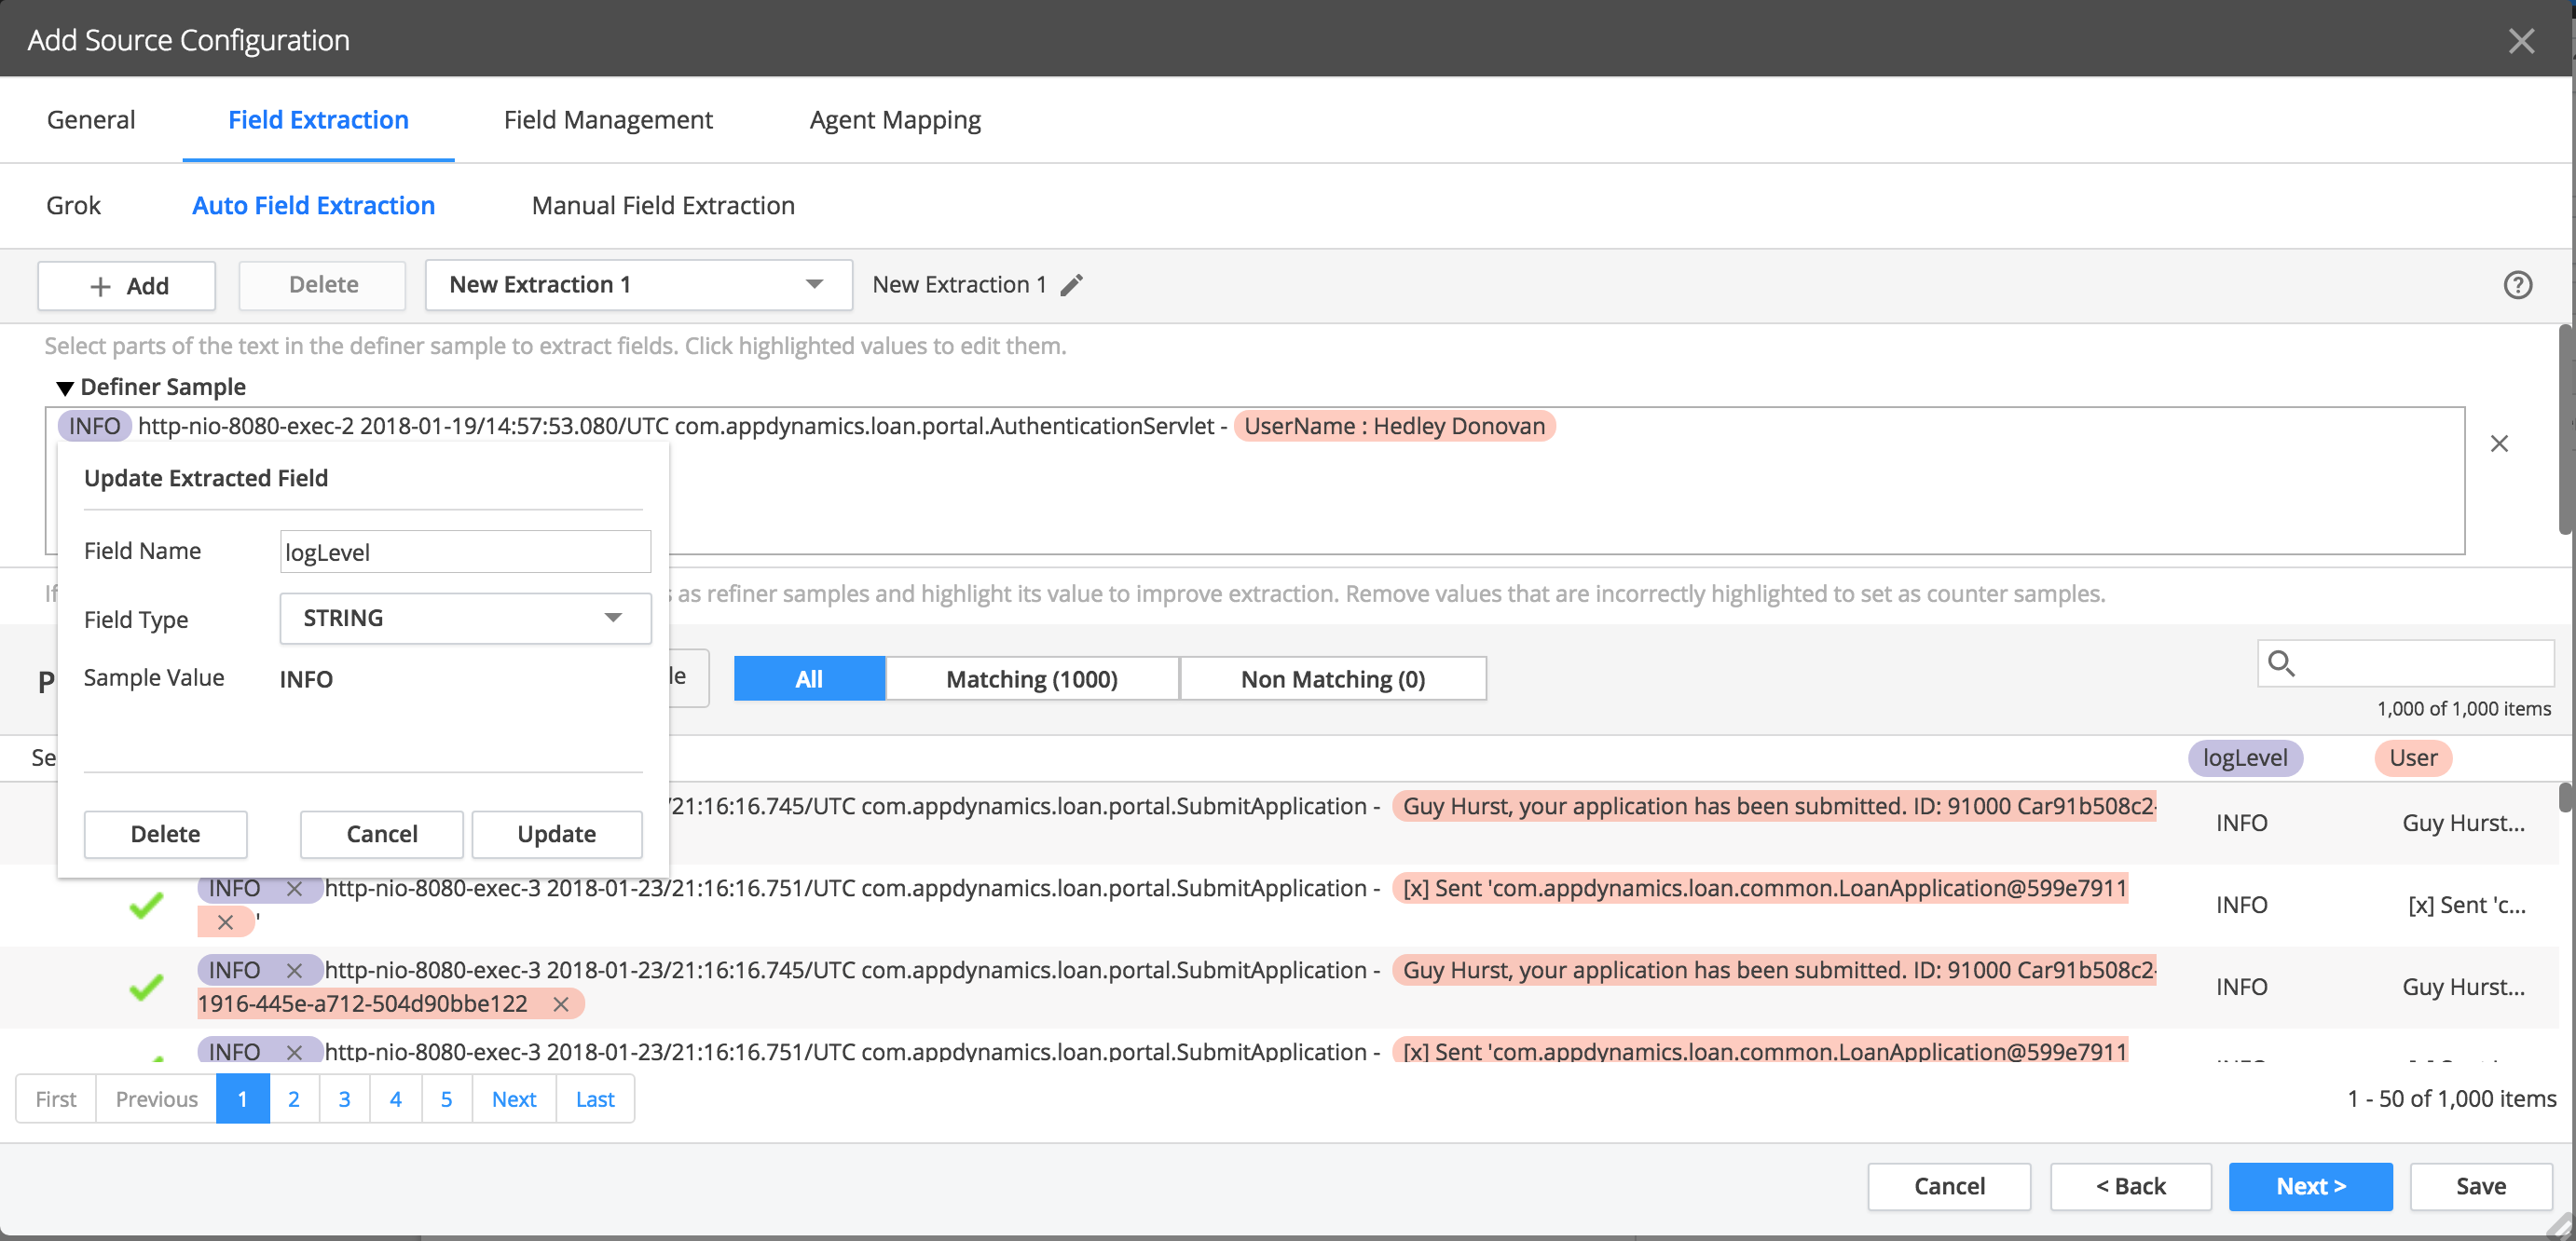 Add Source Configuration
General Field Extraction Field Management Agent Mapping
Grok Auto Field Extraction Manual Field Extraction
+ Add Delete New Extraction 1 New Extraction 1
Select parts of the text in the definer sample to extract fields. Click highlighted values to edit them.
Definer Sample
INFO http-nio-8080-exec-2 2018-01-19/14:57:53.080/UTC com.appdynamics.loan.portal.AuthenticationServlet - UserName : Hedley Donovan
Update Extracted Field
Field Name logLevel
If as refiner samples and highlight its value to improve extraction. Remove values that are incorrectly highlighted to set as counter samples.
Field Type STRING
Sample Value INFO
All Matching (1000) Non Matching (0)
1,000 of 1,000 items
logLevel User
/21:16:16.745/UTC com.appdynamics.loan.portal.SubmitApplication - Guy Hurst, your application has been submitted. ID: 91000 Car91b508c2- INFO Guy Hurst...
Delete Cancel Update
INFO × http-nio-8080-exec-3 2018-01-23/21:16:16.751/UTC com.appdynamics.loan.portal.SubmitApplication - [x] Sent 'com.appdynamics.loan.common.LoanApplication@599e7911 INFO [x] Sent 'c...
× '
INFO × http-nio-8080-exec-3 2018-01-23/21:16:16.745/UTC com.appdynamics.loan.portal.SubmitApplication - Guy Hurst, your application has been submitted. ID: 91000 Car91b508c2- INFO Guy Hurst...
1916-445e-a712-504d90bbe122 ×
INFO × http-nio-8080-exec-3 2018-01-23/21:16:16.751/UTC com.appdynamics.loan.portal.SubmitApplication - [x] Sent 'com.appdynamics.loan.common.LoanApplication@599e7911
First Previous 1 2 3 4 5 Next Last 1 - 50 of 1,000 items
Cancel < Back Next > Save